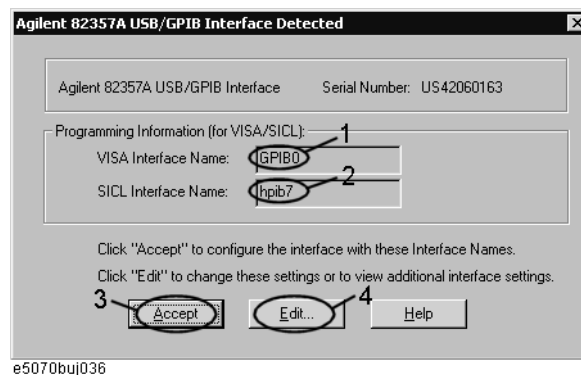 Agilent 82357A USB/GPIB Interface Detected
Agilent 82357A USB/GPIB Interface Serial Number: US42060163
Programming Information (for VISA/SICL):
1
VISA Interface Name: GPIB0
2
SICL Interface Name: hpib7
Click "Accept" to configure the interface with these Interface Names.
Click "Edit" to change these settings or to view additional interface settings.
3 4
Accept Edit... Help
e5070buj036